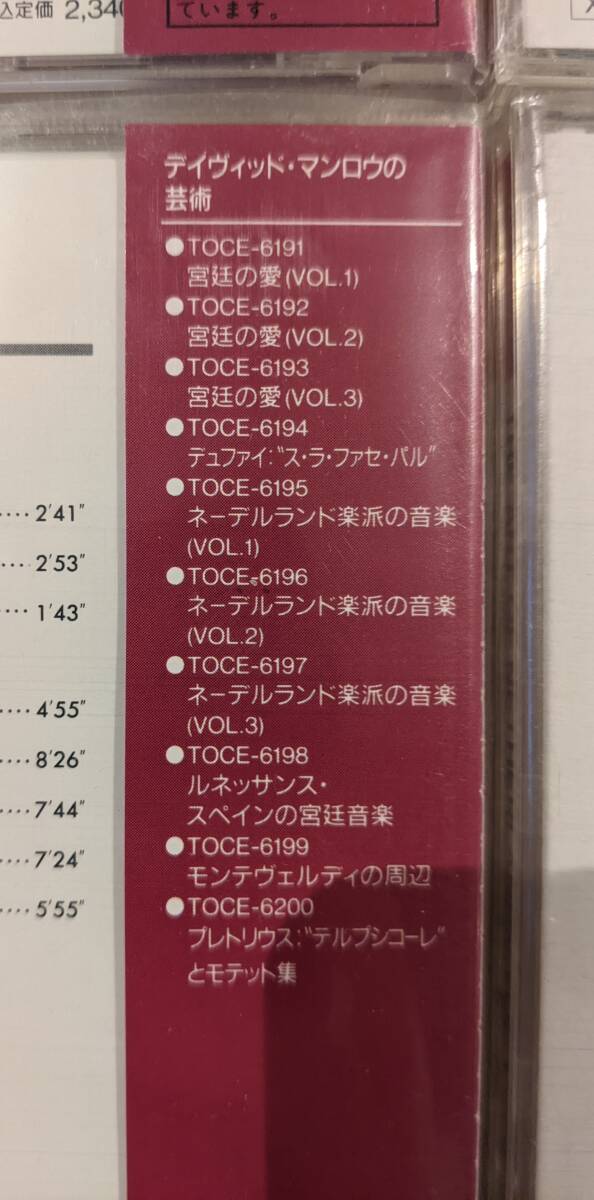 込定価 2,340
ています。
デイヴィッド・マンロウの
芸術
●TOCE-6191
宮廷の愛(VOL.1)
●TOCE-6192
宮廷の愛(VOL.2)
●TOCE-6193
宮廷の愛(VOL.3)
●TOCE-6194
デュファイ:"ス・ラ・ファセ・パル"
●TOCE-6195
ネーデルランド楽派の音楽
(VOL.1)
●TOCE-6196
ネーデルランド楽派の音楽
(VOL.2)
●TOCE-6197
ネーデルランド楽派の音楽
(VOL.3)
●TOCE-6198
ルネッサンス・
スペインの宮廷音楽
●TOCE-6199
モンテヴェルディの周辺
●TOCE-6200
プレトリウス:"テルプシコーレ"
とモテット集
····2'41"
···· 2'53"
···· 1'43"
···· 4'55"
····8'26"
····7'44"
····7'24"
···· 5'55"